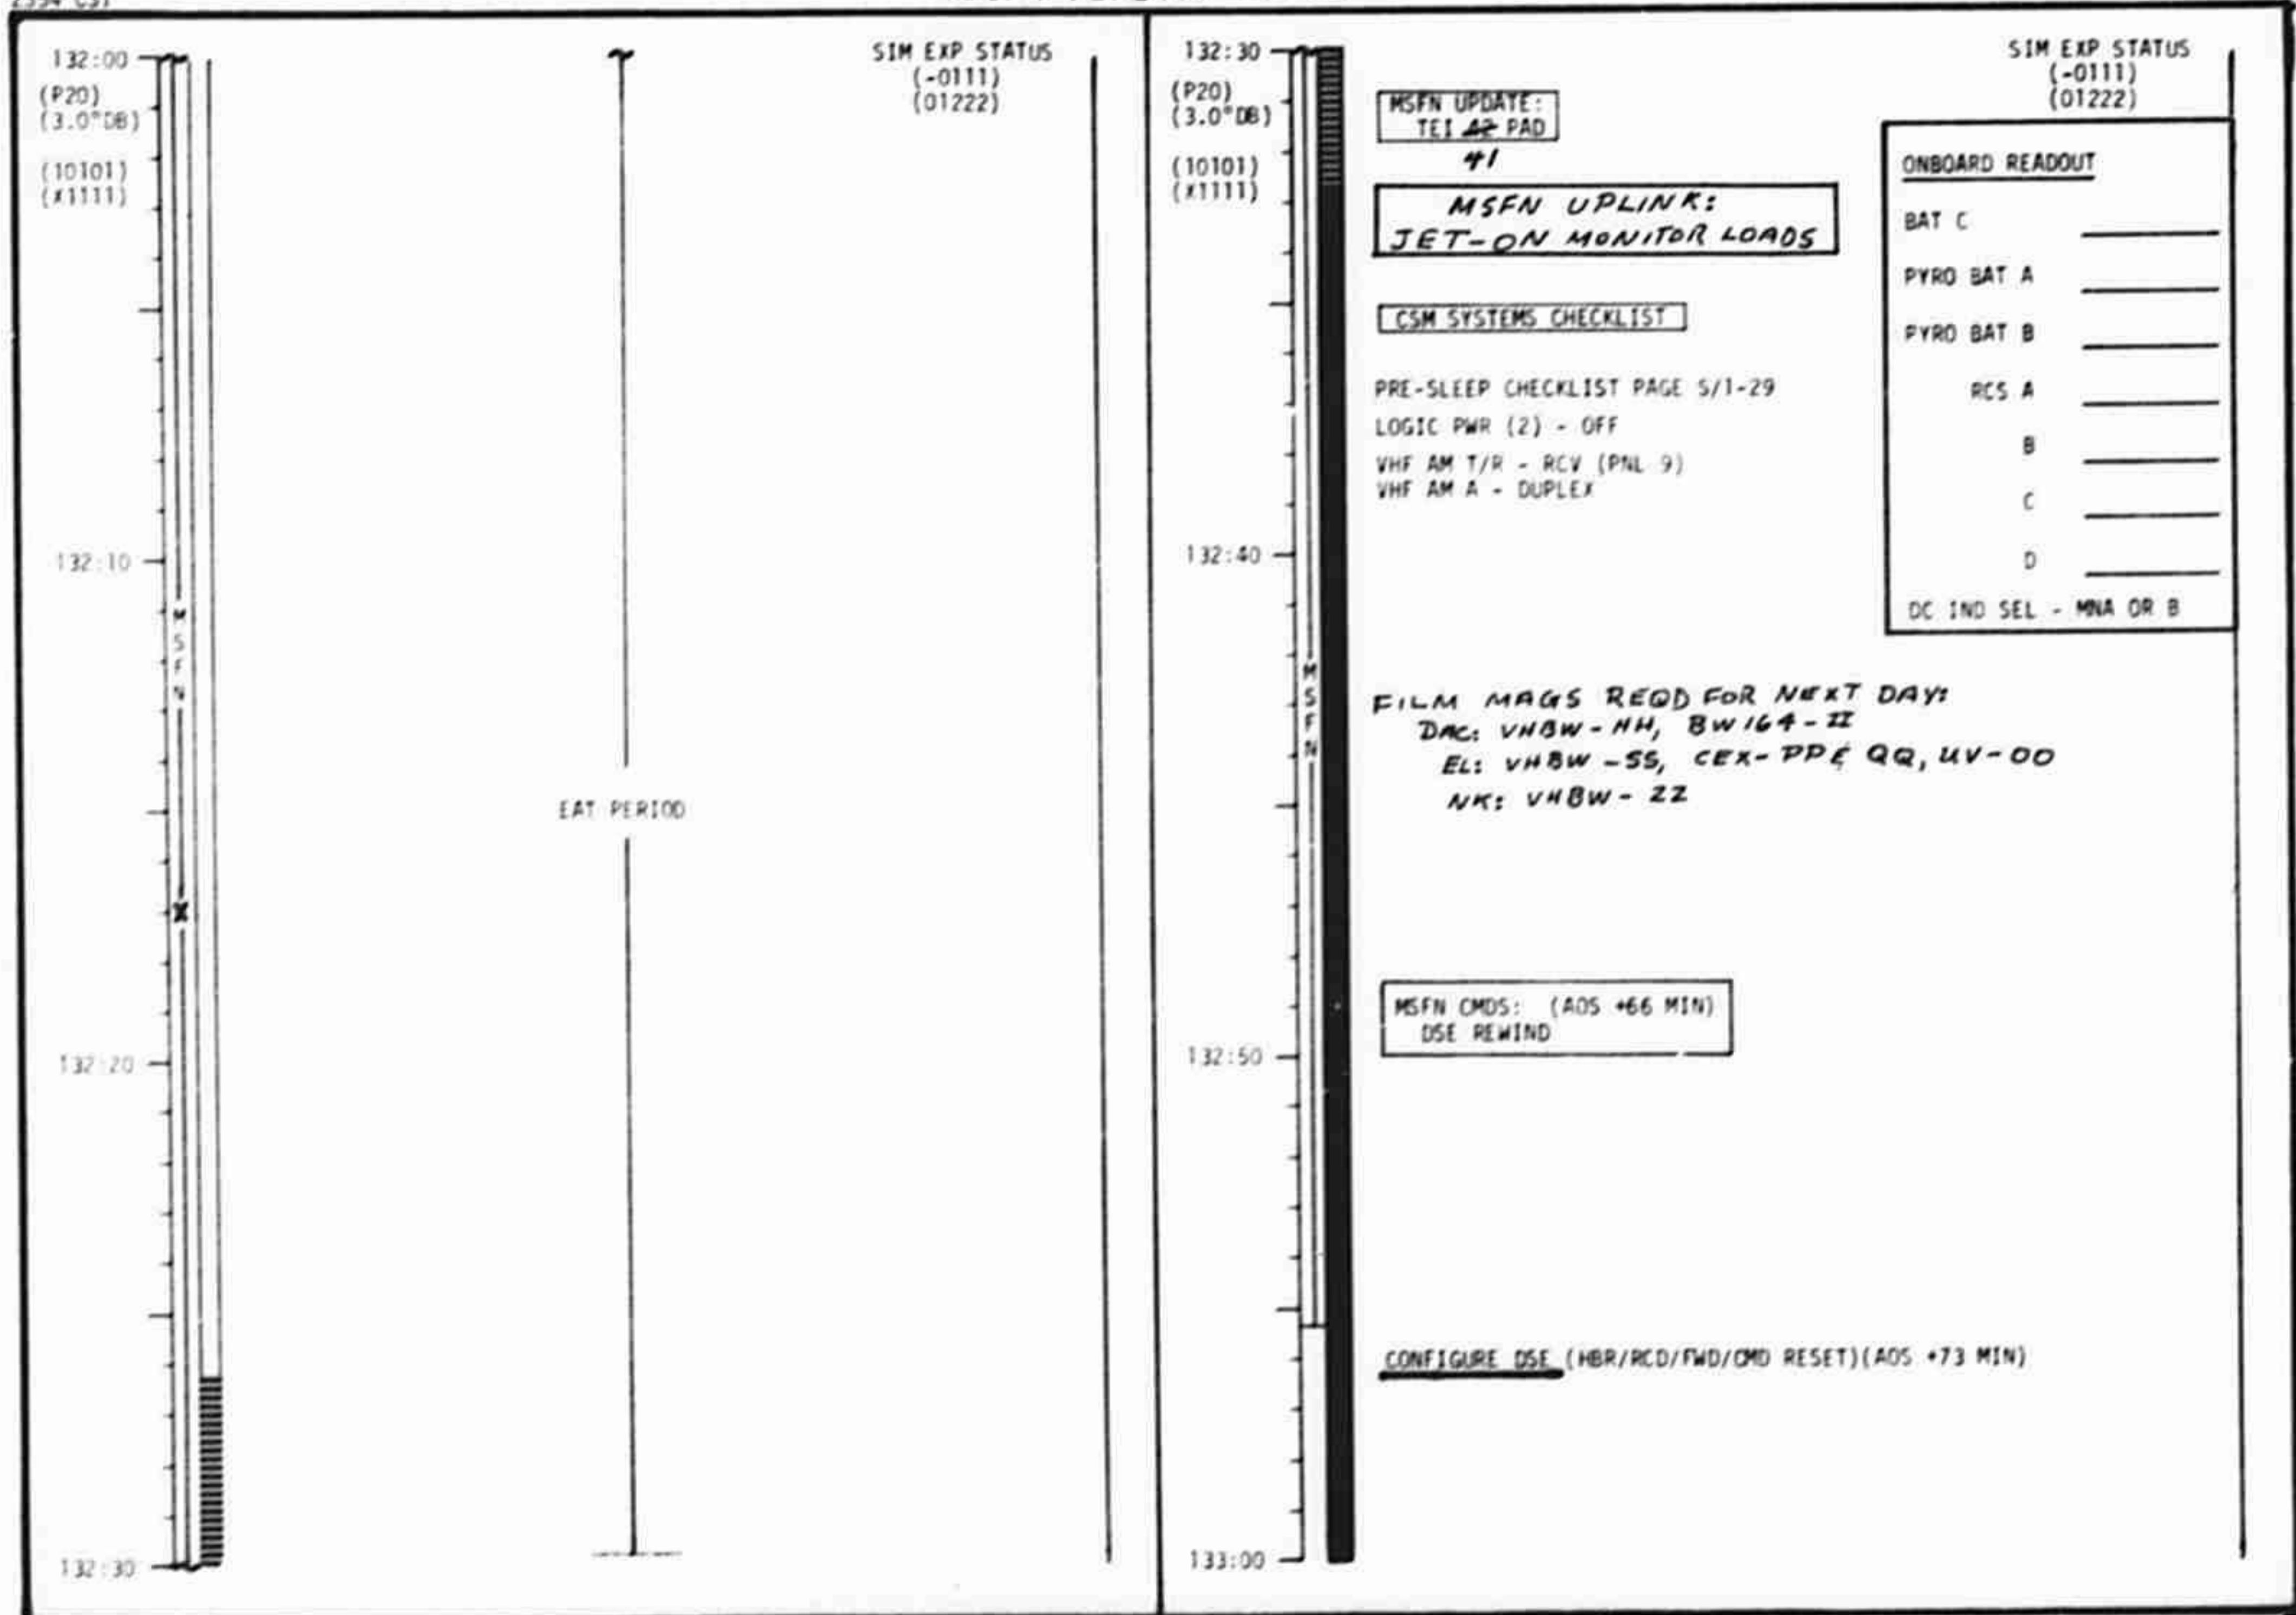 132:00
(P20)
(3.0°DB)
(10101)
(X1111)
SIM EXP STATUS
(-0111)
(01222)
132:10
M
S
F
N
EAT PERIOD
132:20
132:30
132:30
(P20)
(3.0°DB)
(10101)
(X1111)
MSFN UPDATE:
TEI 42 PAD
41
MSFN UPLINK:
JET-ON MONITOR LOADS
CSM SYSTEMS CHECKLIST
PRE-SLEEP CHECKLIST PAGE S/1-29
LOGIC PWR (2) - OFF
VHF AM T/R - RCV (PNL 9)
VHF AM A - DUPLEX
SIM EXP STATUS
(-0111)
(01222)
ONBOARD READOUT
BAT C
PYRO BAT A
PYRO BAT B
RCS A
B
C
D
DC IND SEL - MNA OR B
132:40
M
S
F
N
FILM MAGS REQD FOR NEXT DAY:
DAC: VHBW-HH, BW164-II
EL: VHBW-SS, CEX-PP & QQ, UV-OO
NK: VHBW-ZZ
MSFN CMDS: (AOS +66 MIN)
DSE REWIND
132:50
CONFIGURE DSE (HBR/RCD/FWD/CMD RESET)(AOS +73 MIN)
133:00